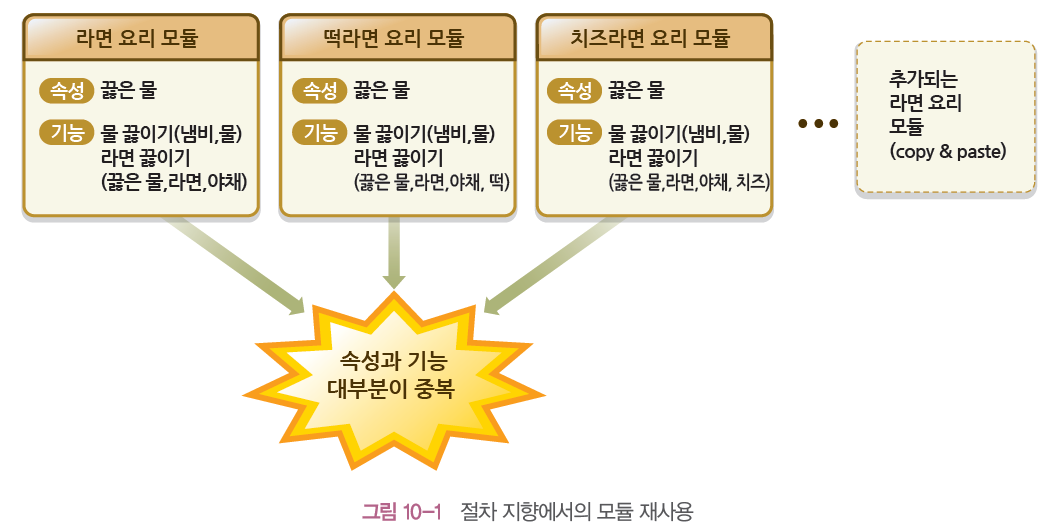 라면 요리 모듈
속성 끓은 물
기능 물 끓이기(냄비,물)
라면 끓이기
(끓은 물,라면,야채)
떡라면 요리 모듈
속성 끓은 물
기능 물 끓이기(냄비,물)
라면 끓이기
(끓은 물,라면,야채, 떡)
치즈라면 요리 모듈
속성 끓은 물
기능 물 끓이기(냄비,물)
라면 끓이기
(끓은 물,라면,야채, 치즈)
•••
추가되는
라면 요리
모듈
(copy & paste)
속성과 기능
대부분이 중복
그림 10-1 절차 지향에서의 모듈 재사용